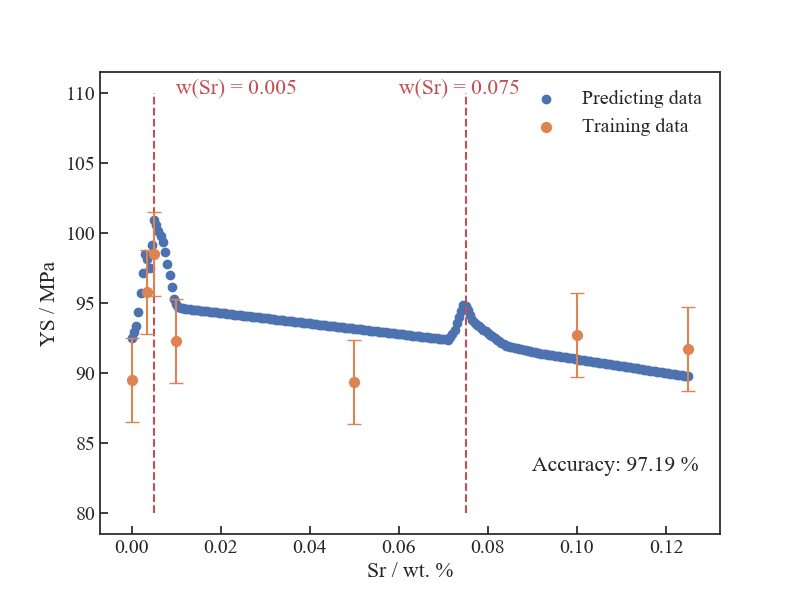 w(Sr) = 0.005
w(Sr) = 0.075
Predicting data
Training data
110
105
100
95
90
85
80
YS / MPa
Accuracy: 97.19 %
0.00
0.02
0.04
0.06
0.08
0.10
0.12
Sr / wt. %